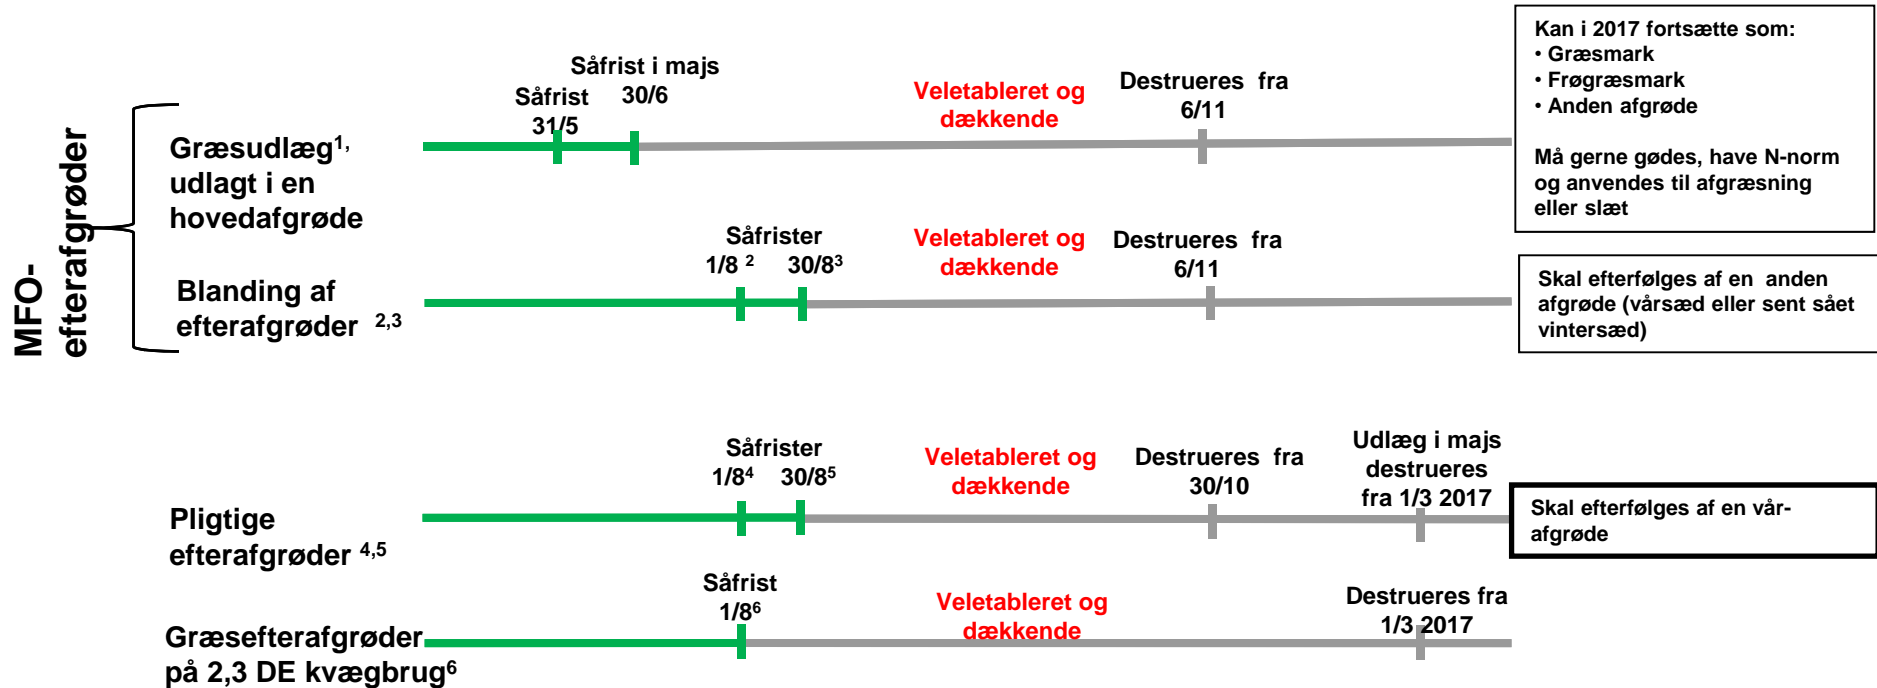 MFO-
efterafgrøder
Græsudlæg¹,
udlagt i en
hovedafgrøde
Såfrist
31/5
Såfrist i majs
30/6
Veletableret og
dækkende
Destrueres fra
6/11
Kan i 2017 fortsætte som:
• Græsmark
• Frøgræsmark
• Anden afgrøde
Må gerne gødes, have N-norm
og anvendes til afgræsning
eller slæt
Blanding af
efterafgrøder ²,³
Såfrister
1/8 ² 30/8³
Veletableret og
dækkende
Destrueres fra
6/11
Skal efterfølges af en anden
afgrøde (vårsæd eller sent sået
vintersæd)
Pligtige
efterafgrøder ⁴,⁵
Såfrister
1/8⁴ 30/8⁵
Veletableret og
dækkende
Destrueres fra
30/10
Udlæg i majs
destrueres
fra 1/3 2017
Skal efterfølges af en vår-
afgrøde
Græsefterafgrøder
på 2,3 DE kvægbrug⁶
Såfrist
1/8⁶
Veletableret og
dækkende
Destrueres fra
1/3 2017